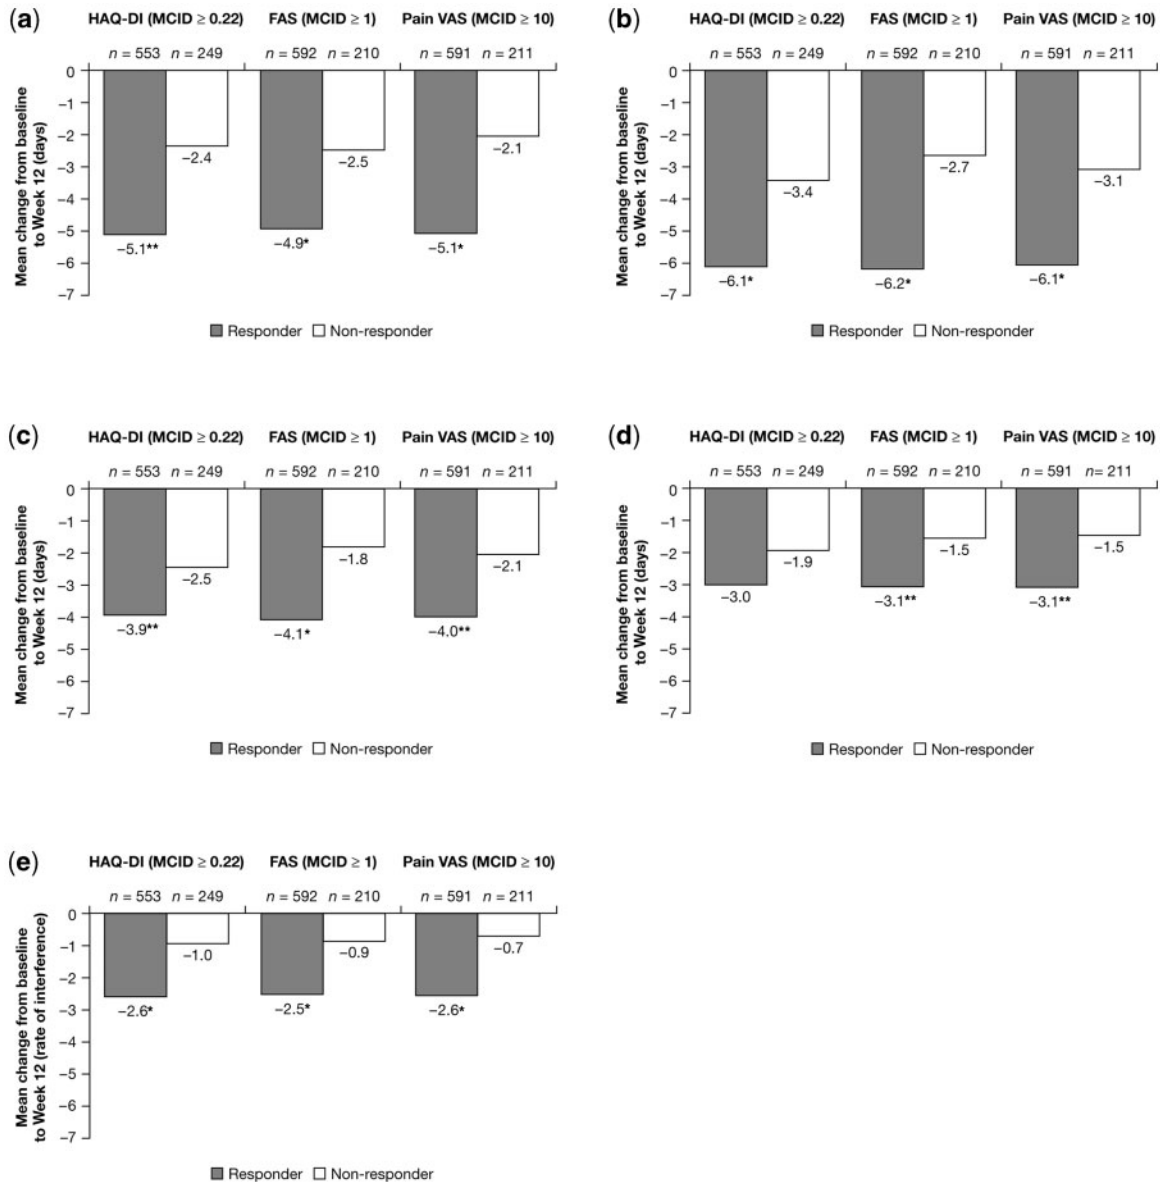 (a) HAQ-DI (MCID ≥ 0.22) FAS (MCID ≥ 1) Pain VAS (MCID ≥ 10)
n = 553 n = 249 n = 592 n = 210 n = 591 n = 211
Mean change from baseline
to Week 12 (days)
0
−1
−2
−3
−4
−5
−6
−7
−5.1** −2.4 −4.9* −2.5 −5.1* −2.1
Responder Non-responder
(b) HAQ-DI (MCID ≥ 0.22) FAS (MCID ≥ 1) Pain VAS (MCID ≥ 10)
n = 553 n = 249 n = 592 n = 210 n = 591 n = 211
Mean change from baseline
to Week 12 (days)
0
−1
−2
−3
−4
−5
−6
−7
−6.1* −3.4 −6.2* −2.7 −6.1* −3.1
Responder Non-responder
(c) HAQ-DI (MCID ≥ 0.22) FAS (MCID ≥ 1) Pain VAS (MCID ≥ 10)
n = 553 n = 249 n = 592 n = 210 n = 591 n = 211
Mean change from baseline
to Week 12 (days)
0
−1
−2
−3
−4
−5
−6
−7
−3.9** −2.5 −4.1* −1.8 −4.0** −2.1
Responder Non-responder
(d) HAQ-DI (MCID ≥ 0.22) FAS (MCID ≥ 1) Pain VAS (MCID ≥ 10)
n = 553 n = 249 n = 592 n = 210 n = 591 n= 211
Mean change from baseline
to Week 12 (days)
0
−1
−2
−3
−4
−5
−6
−7
−3.0 −1.9 −3.1** −1.5 −3.1** −1.5
Responder Non-responder
(e) HAQ-DI (MCID ≥ 0.22) FAS (MCID ≥ 1) Pain VAS (MCID ≥ 10)
n = 553 n = 249 n = 592 n = 210 n = 591 n = 211
Mean change from baseline
to Week 12 (rate of interference)
0
−1
−2
−3
−4
−5
−6
−7
−2.6* −1.0 −2.5* −0.9 −2.6* −0.7
Responder Non-responder